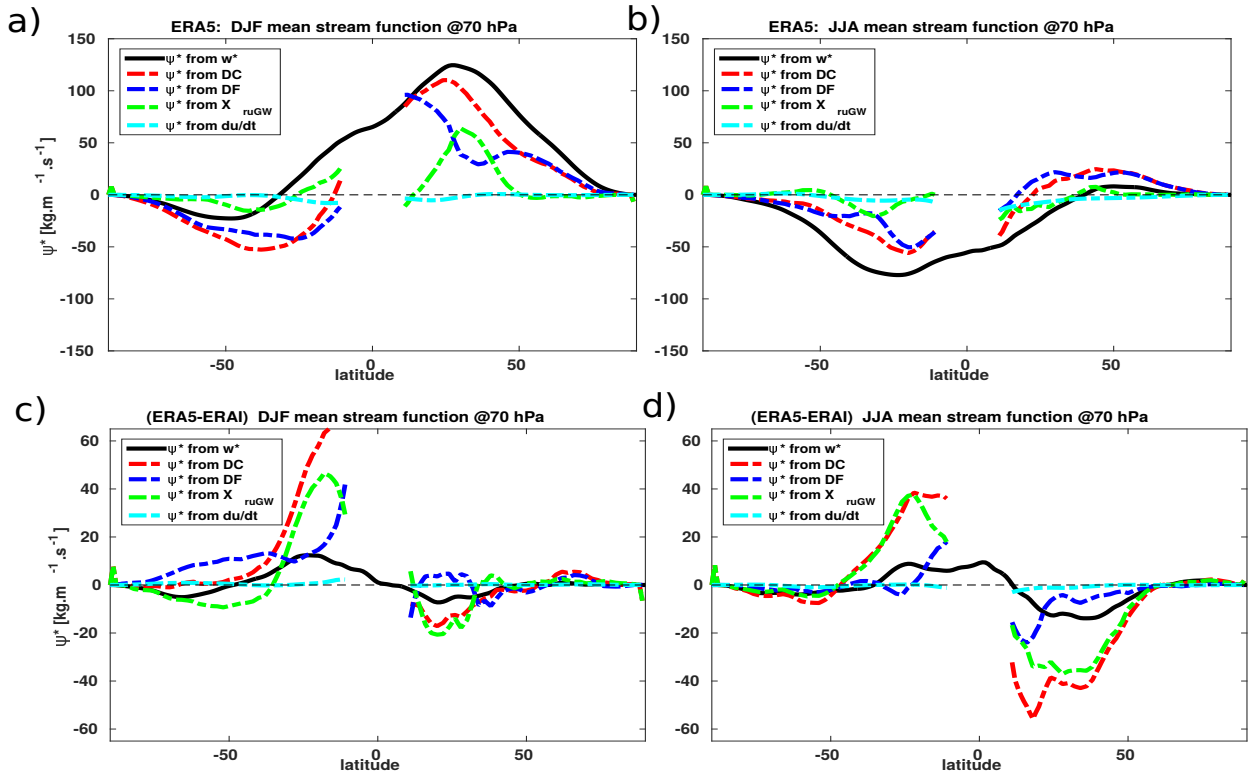 a)
ERA5: DJF mean stream function @70 hPa
150
100
50
0
-50
-100
-150
ψ* [kg.m⁻¹.s⁻¹]
ψ* from w*
ψ* from DC
ψ* from DF
ψ* from X ruGW
ψ* from du/dt
-50
0
50
latitude
b)
ERA5: JJA mean stream function @70 hPa
150
100
50
0
-50
-100
-150
ψ* from w*
ψ* from DC
ψ* from DF
ψ* from X ruGW
ψ* from du/dt
-50
0
50
latitude
c)
(ERA5-ERAI) DJF mean stream function @70 hPa
60
40
20
0
-20
-40
-60
ψ* [kg.m⁻¹.s⁻¹]
ψ* from w*
ψ* from DC
ψ* from DF
ψ* from X ruGW
ψ* from du/dt
-50
0
50
latitude
d)
(ERA5-ERAI) JJA mean stream function @70 hPa
60
40
20
0
-20
-40
-60
ψ* from w*
ψ* from DC
ψ* from DF
ψ* from X ruGW
ψ* from du/dt
-50
0
50
latitude